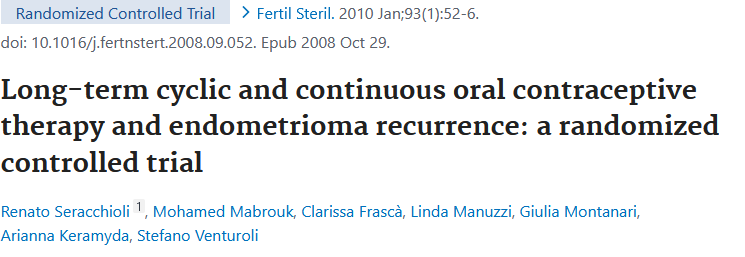 Randomized Controlled Trial > Fertil Steril. 2010 Jan;93(1):52-6.
doi: 10.1016/j.fertnstert.2008.09.052. Epub 2008 Oct 29.
Long-term cyclic and continuous oral contraceptive
therapy and endometrioma recurrence: a randomized
controlled trial
Renato Seracchioli 1, Mohamed Mabrouk, Clarissa Frascà, Linda Manuzzi, Giulia Montanari,
Arianna Keramyda, Stefano Venturoli